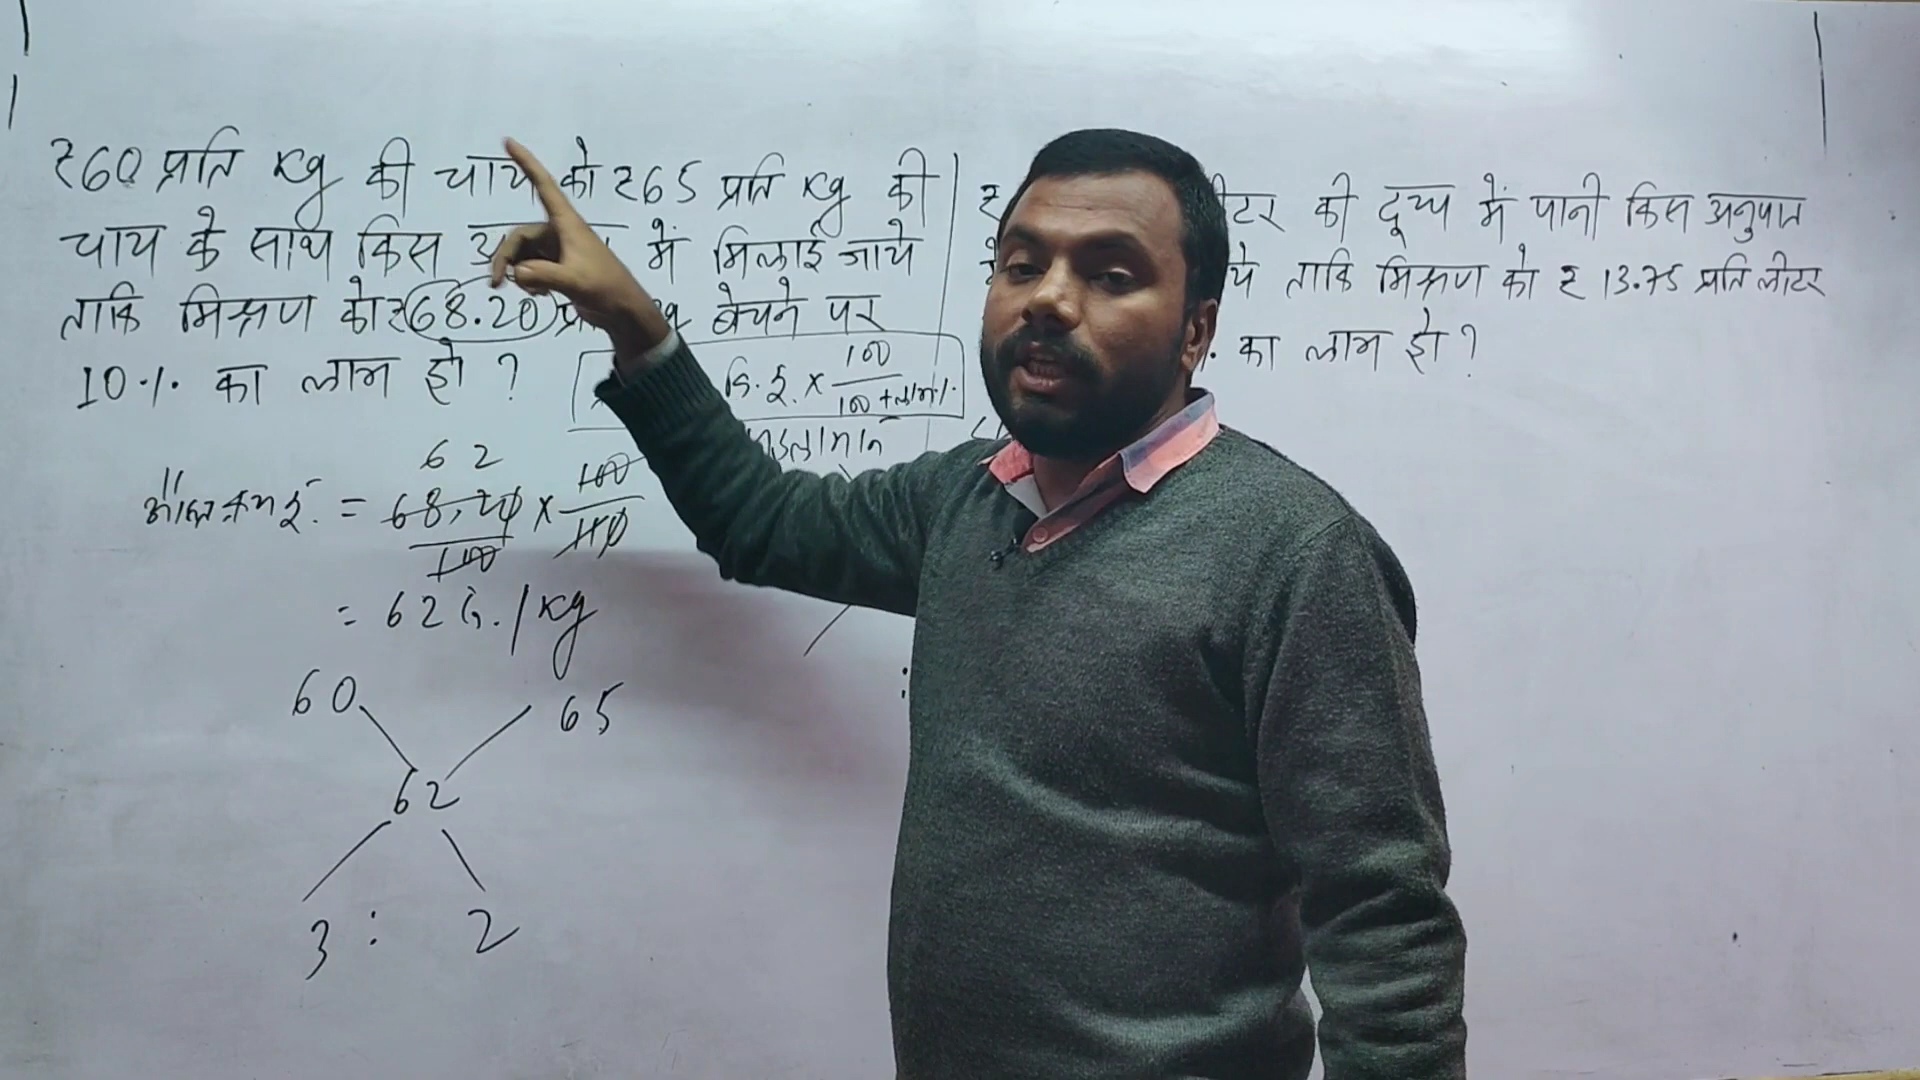 ₹60 प्रति Kg की चाय को ₹65 प्रति Kg की
चाय के साथ किस में मिलाई जाये
ताकि मिश्रण को ₹68.20 बेचने पर
10% का लाभ हो ?
वि. मू. × 100 / 100 + लाभ%
= 68.20 / 100 × 100 / 110
62
= 62 रु. / Kg
60 65
62
3 : 2
की दूध में पानी किस अनुपात
ताकि मिश्रण को ₹ 13.75 प्रति लीटर
का लाभ हो ?